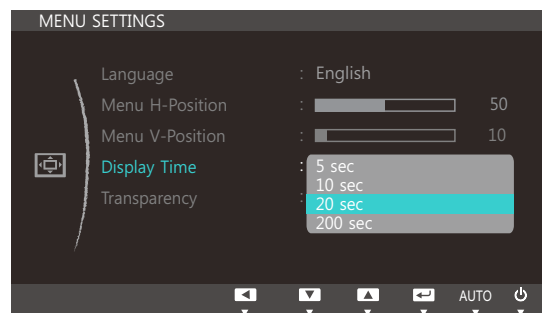 MENU SETTINGS
Language : English
Menu H-Position : 50
Menu V-Position : 10
Display Time : 5 sec
10 sec
20 sec
Transparency : 200 sec
AUTO